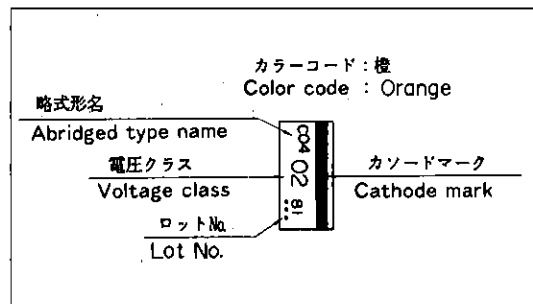 カラーコード : 橙
Color code : Orange
略式形名
Abridged type name
電圧クラス
Voltage class
ロットNo.
Lot No.
C04 02 81
カソードマーク
Cathode mark